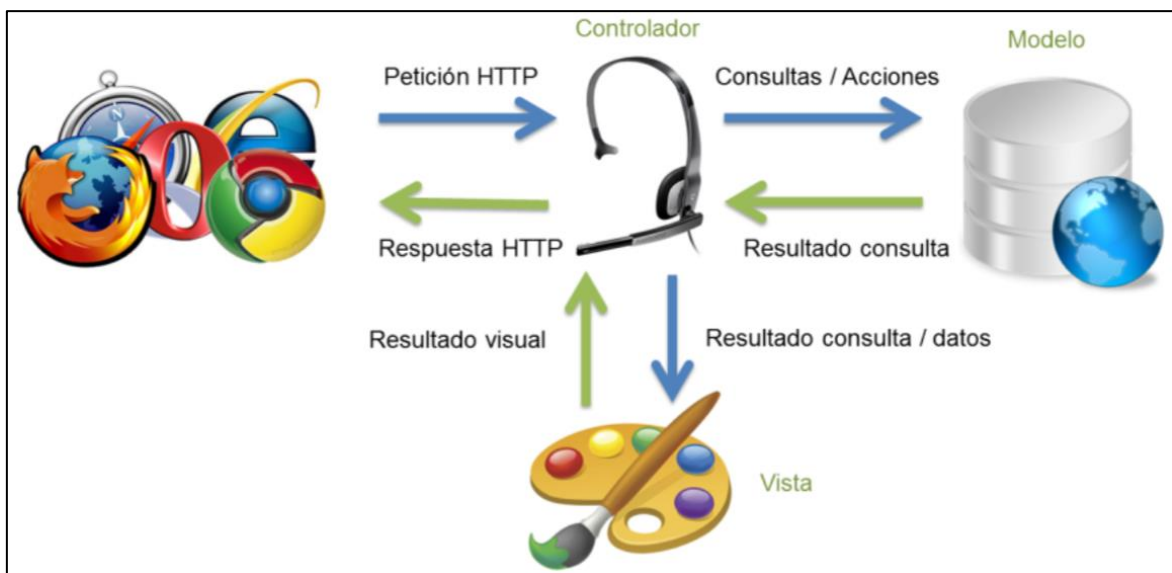 Controlador
Modelo
Petición HTTP
Consultas / Acciones
N
Respuesta HTTP
Resultado consulta
Resultado visual
Resultado consulta / datos
Vista